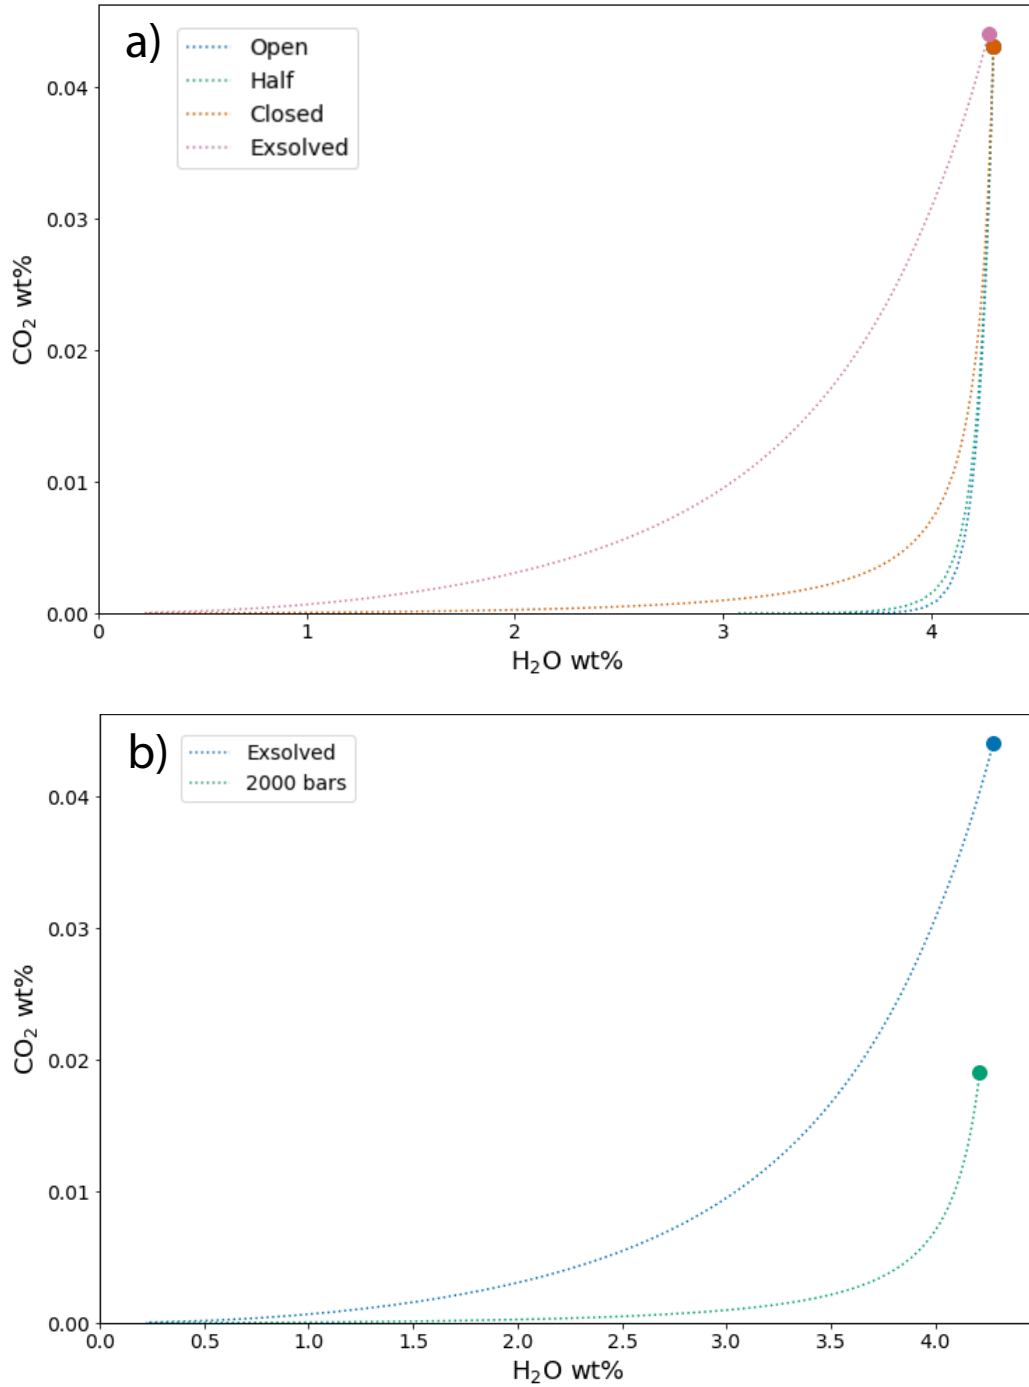 a)
Open
Half
Closed
Exsolved
0.04
0.03
0.02
0.01
0.00
CO₂ wt%
0 1 2 3 4
H₂O wt%
b)
Exsolved
2000 bars
0.04
0.03
0.02
0.01
0.00
CO₂ wt%
0.0 0.5 1.0 1.5 2.0 2.5 3.0 3.5 4.0
H₂O wt%